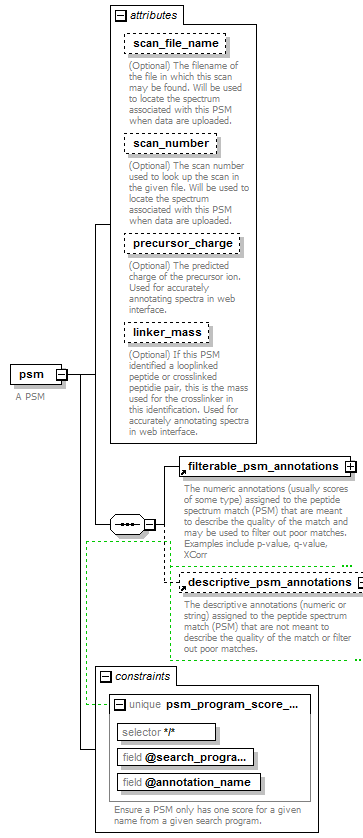 attributes
scan_file_name
(Optional) The filename of
the file in which this scan
may be found. Will be used
to locate the spectrum
associated with this PSM
when data are uploaded.
scan_number
(Optional) The scan number
used to look up the scan in
the given file. Will be used to
locate the spectrum
associated with this PSM
when data are uploaded.
precursor_charge
(Optional) The predicted
charge of the precursor ion.
Used for accurately
annotating spectra in web
interface.
linker_mass
(Optional) If this PSM
identified a looplinked
peptide or crosslinked
peptidie pair, this is the mass
used for the crosslinker in
this identification. Used for
accurately annotating spectra
in web interface.
psm
A PSM
filterable_psm_annotations
The numeric annotations (usually scores
of some type) assigned to the peptide
spectrum match (PSM) that are meant
to describe the quality of the match and
may be used to filter out poor matches.
Examples include p-value, q-value,
XCorr
descriptive_psm_annotations
The descriptive annotations (numeric or
string) assigned to the peptide spectrum
match (PSM) that are not meant to
describe the quality of the match or filter
out poor matches.
constraints
unique psm_program_score_...
selector */*
field @search_progra...
field @annotation_name
Ensure a PSM only has one score for a given
name from a given search program.